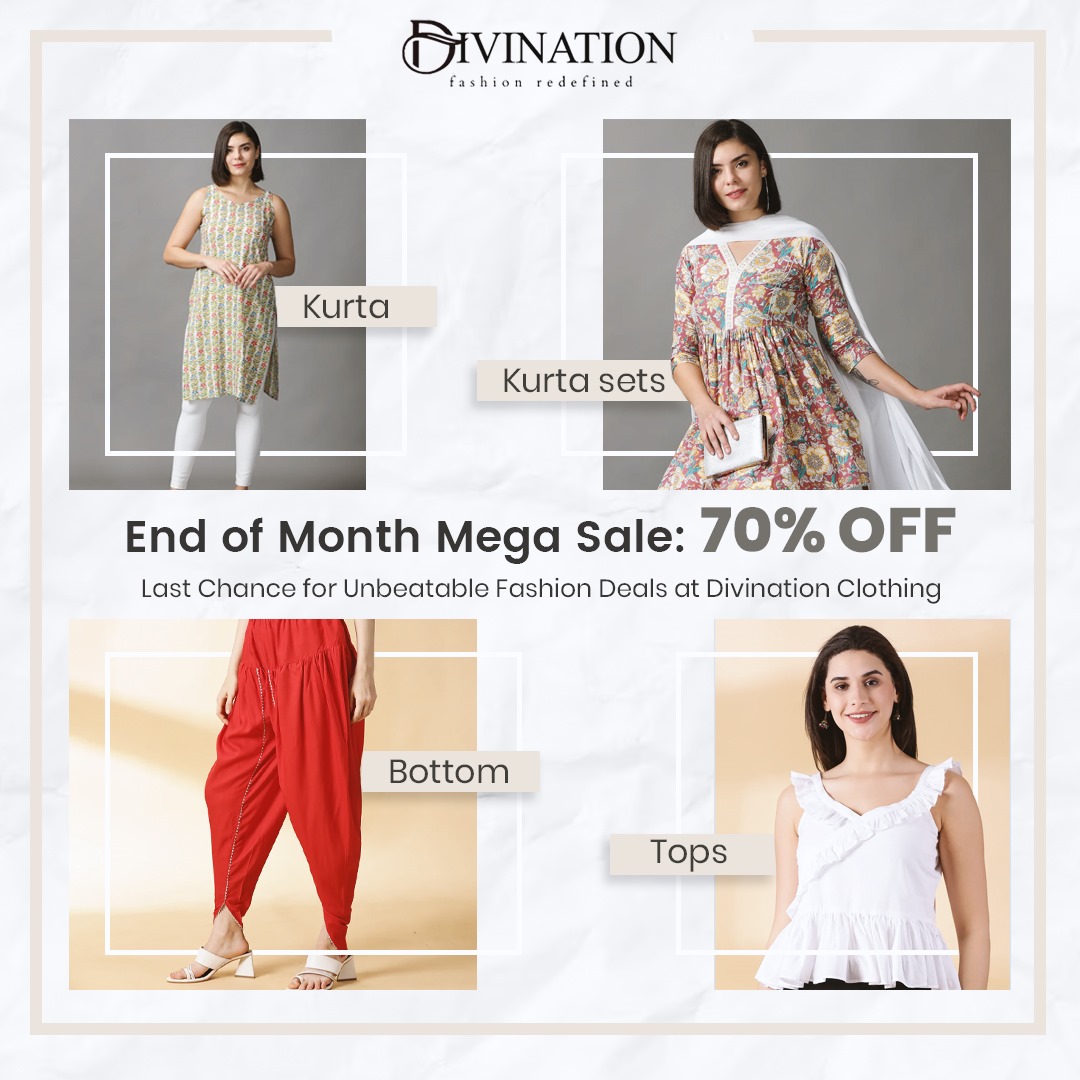 DIVINATION
fashion redefined
Kurta
Kurta sets
End of Month Mega Sale: 70% OFF
Last Chance for Unbeatable Fashion Deals at Divination Clothing
Bottom
Tops